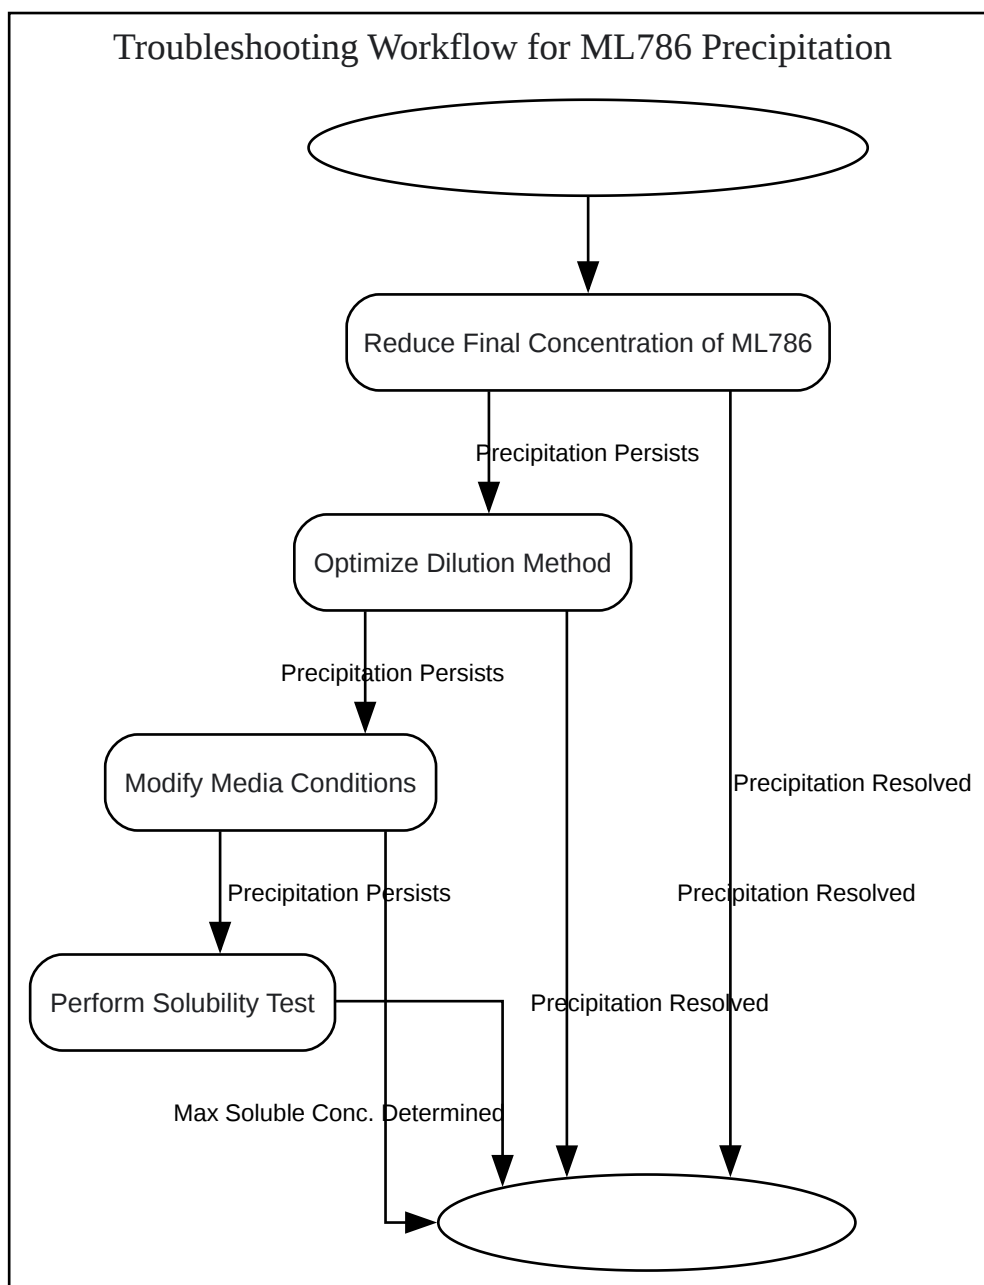 Troubleshooting Workflow for ML786 Precipitation
Reduce Final Concentration of ML786
Precipitation Persists
Optimize Dilution Method
Precipitation Persists
Modify Media Conditions
Precipitation Resolved
Precipitation Persists
Precipitation Resolved
Perform Solubility Test
Precipitation Resolved
Max Soluble Conc. Determined